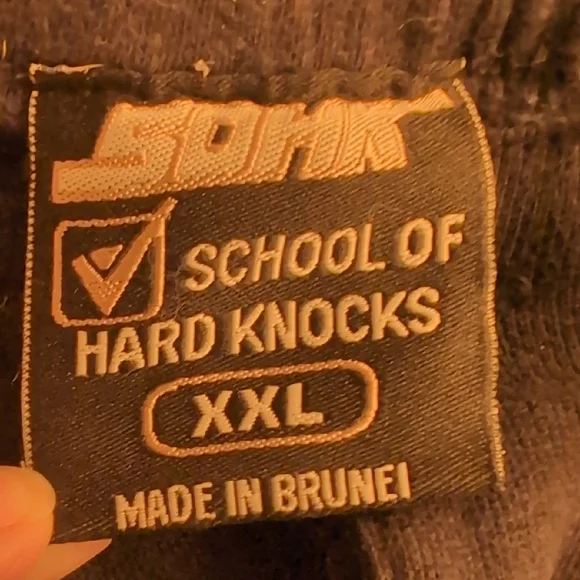 SOHK
SCHOOL OF
HARD KNOCKS
XXL
MADE IN BRUNEI